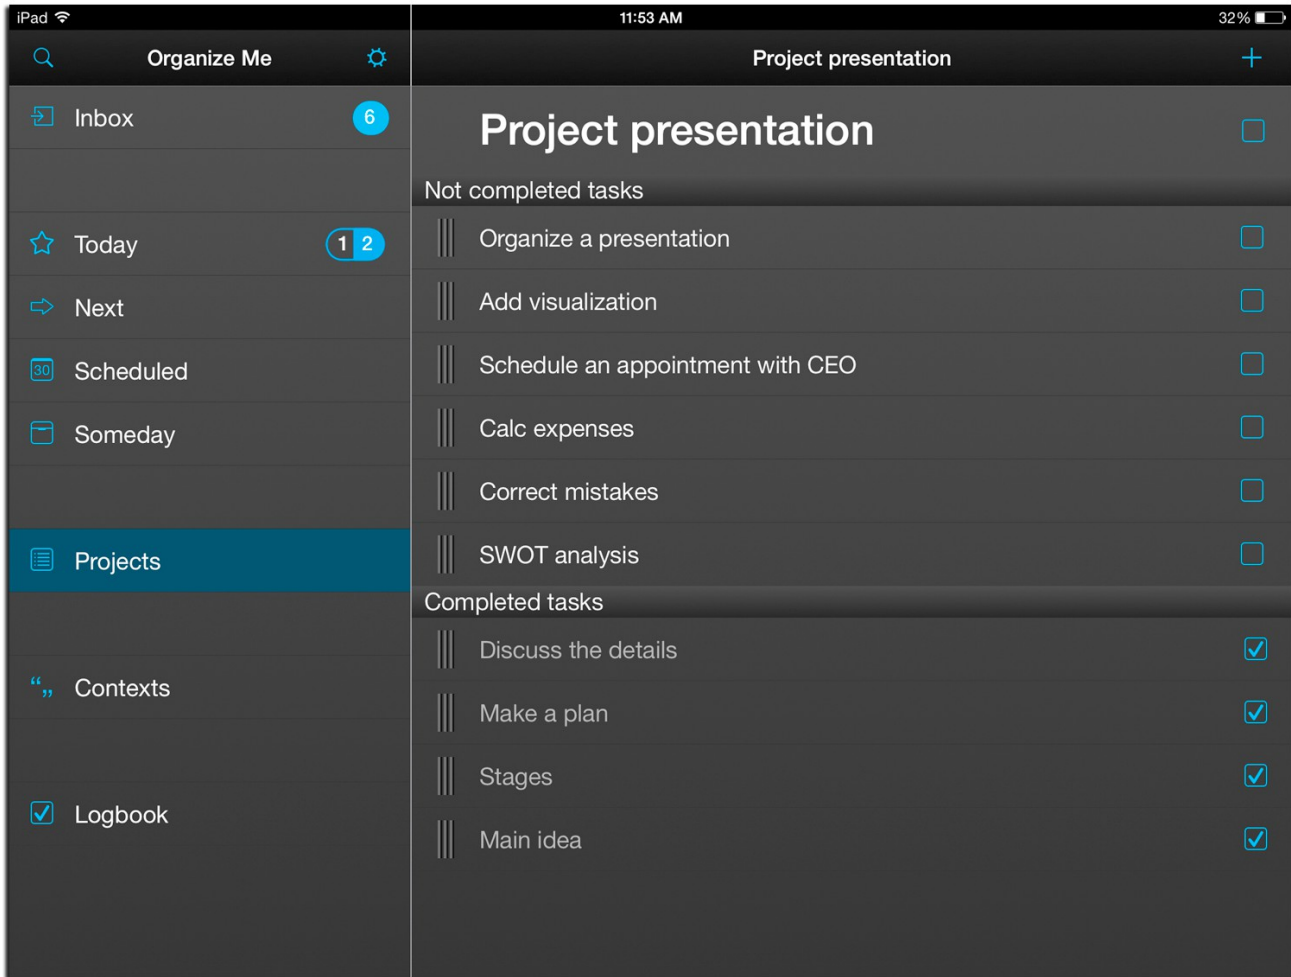 iPad 11:53 AM 32%
Organize Me
Inbox 6
Today 1 2
Next
30 Scheduled
Someday
Projects
Contexts
Logbook
Project presentation
Project presentation
Not completed tasks
Organize a presentation
Add visualization
Schedule an appointment with CEO
Calc expenses
Correct mistakes
SWOT analysis
Completed tasks
Discuss the details
Make a plan
Stages
Main idea